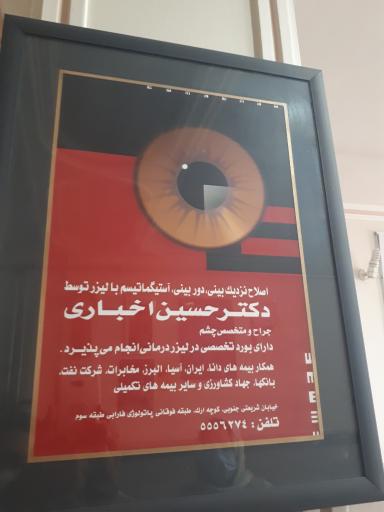 اصلاح نزدیك بینی، دور بینی، آستیگماتیسم با لیزر توسط
دکتر حسین اخباری
جراح و متخصص چشم
دارای بورد تخصصی در لیزر درمانی انجام می پذیرد.
همکار بیمه های دانا، ایران، آسیا، البرز، مخابرات، شرکت نفت،
بانکها، جهاد کشاورزی و سایر بیمه های تکمیلی
خیابان شریعتی جنوبی، کوچه ارك، طبقه فوقانی پاتولوژی فارابی طبقه سوم
تلفن: ۵۵۵۶۲۷۴